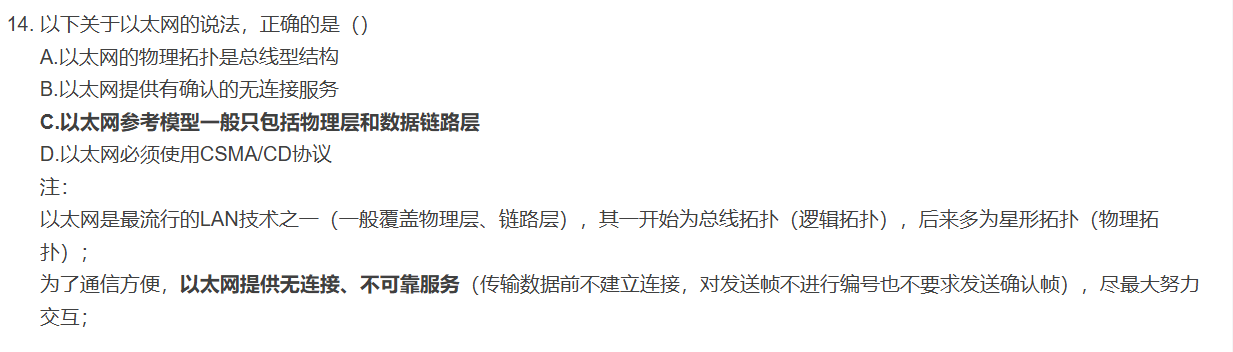 14. 以下关于以太网的说法，正确的是（）
A.以太网的物理拓扑是总线型结构
B.以太网提供有确认的无连接服务
C.以太网参考模型一般只包括物理层和数据链路层
D.以太网必须使用CSMA/CD协议
注：
以太网是最流行的LAN技术之一（一般覆盖物理层、链路层），其一开始为总线拓扑（逻辑拓扑），后来多为星形拓扑（物理拓
扑）；
为了通信方便，以太网提供无连接、不可靠服务（传输数据前不建立连接，对发送帧不进行编号也不要求发送确认帧），尽最大努力
交互；